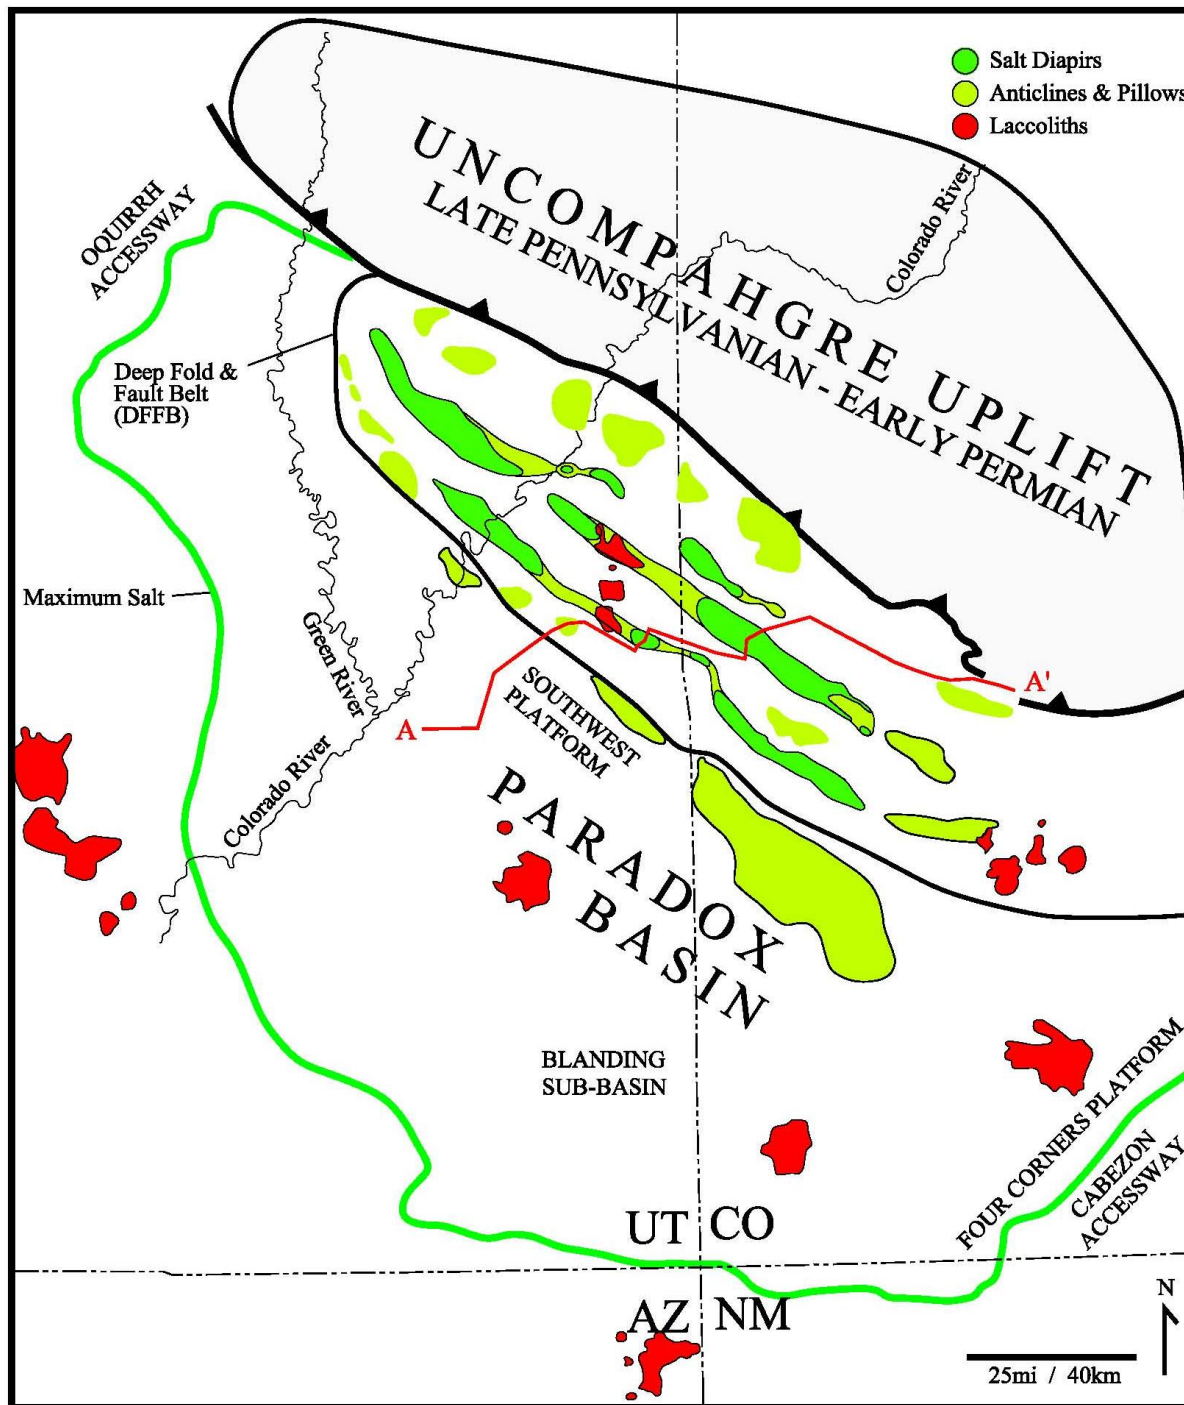 Salt Diapirs
Anticlines & Pillows
Laccoliths
UNCOMPAHGRE UPLIFT
LATE PENNSYLVANIAN - EARLY PERMIAN
Colorado River
OQUIRRH
ACCESSWAY
Deep Fold &
Fault Belt
(DFFB)
Maximum Salt
Green River
Colorado River
A
A'
SOUTHWEST
PLATFORM
PARADOX
BASIN
BLANDING
SUB-BASIN
FOUR CORNERS PLATFORM
CABEZON
ACCESSWAY
UT CO
AZ NM
N
25mi / 40km